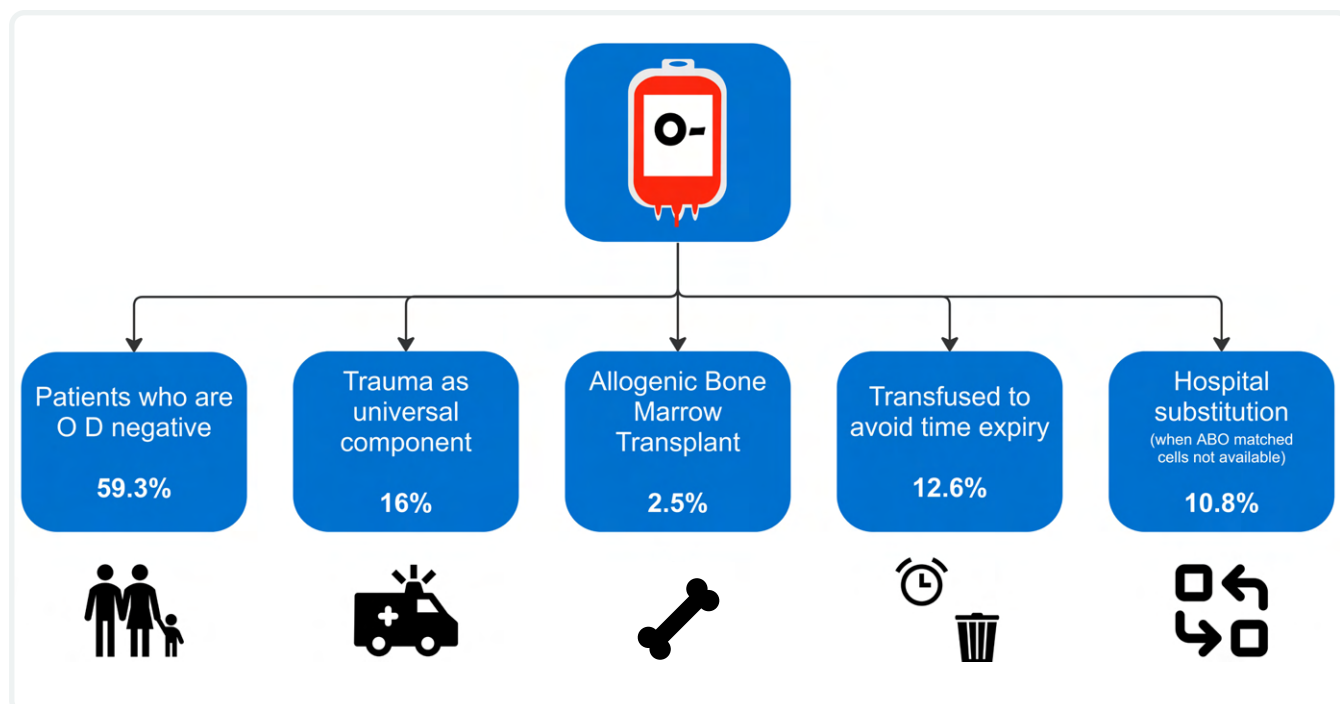 O-
Patients who are
O D negative
59.3%
Trauma as
universal
component
16%
Allogenic Bone
Marrow
Transplant
2.5%
Transfused to
avoid time expiry
12.6%
Hospital
substitution
(when ABO matched
cells not available)
10.8%